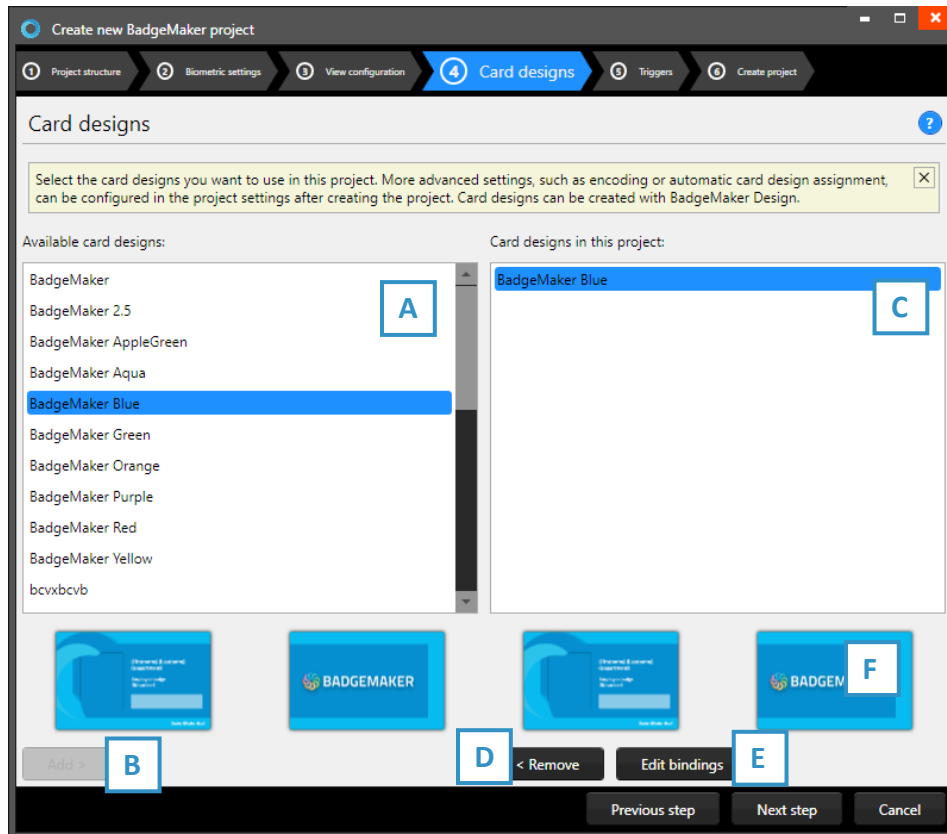 Create new BadgeMaker project
1 Project structure 2 Biometric settings 3 View configuration 4 Card designs 5 Triggers 6 Create project
Card designs ?
Select the card designs you want to use in this project. More advanced settings, such as encoding or automatic card design assignment,
can be configured in the project settings after creating the project. Card designs can be created with BadgeMaker Design.
Available card designs:
BadgeMaker
BadgeMaker 2.5
BadgeMaker AppleGreen
BadgeMaker Aqua
BadgeMaker Blue
BadgeMaker Green
BadgeMaker Orange
BadgeMaker Purple
BadgeMaker Red
BadgeMaker Yellow
bcvxbcvb
A
Card designs in this project:
BadgeMaker Blue
C
BADGEMAKER
BADGEM
F
Add >
B
D
< Remove
Edit bindings
E
Previous step
Next step
Cancel